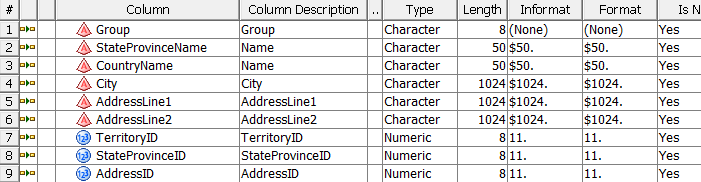 # Column Column Description .. Type Length Informat Format Is N
1 Group Group Character 8 (None) (None) Yes
2 StateProvinceName Name Character 50 $50. $50. Yes
3 CountryName Name Character 50 $50. $50. Yes
4 City City Character 1024 $1024. $1024. Yes
5 AddressLine1 AddressLine1 Character 1024 $1024. $1024. Yes
6 AddressLine2 AddressLine2 Character 1024 $1024. $1024. Yes
7 123 TerritoryID TerritoryID Numeric 8 11. 11. Yes
8 123 StateProvinceID StateProvinceID Numeric 8 11. 11. Yes
9 123 AddressID AddressID Numeric 8 11. 11. Yes